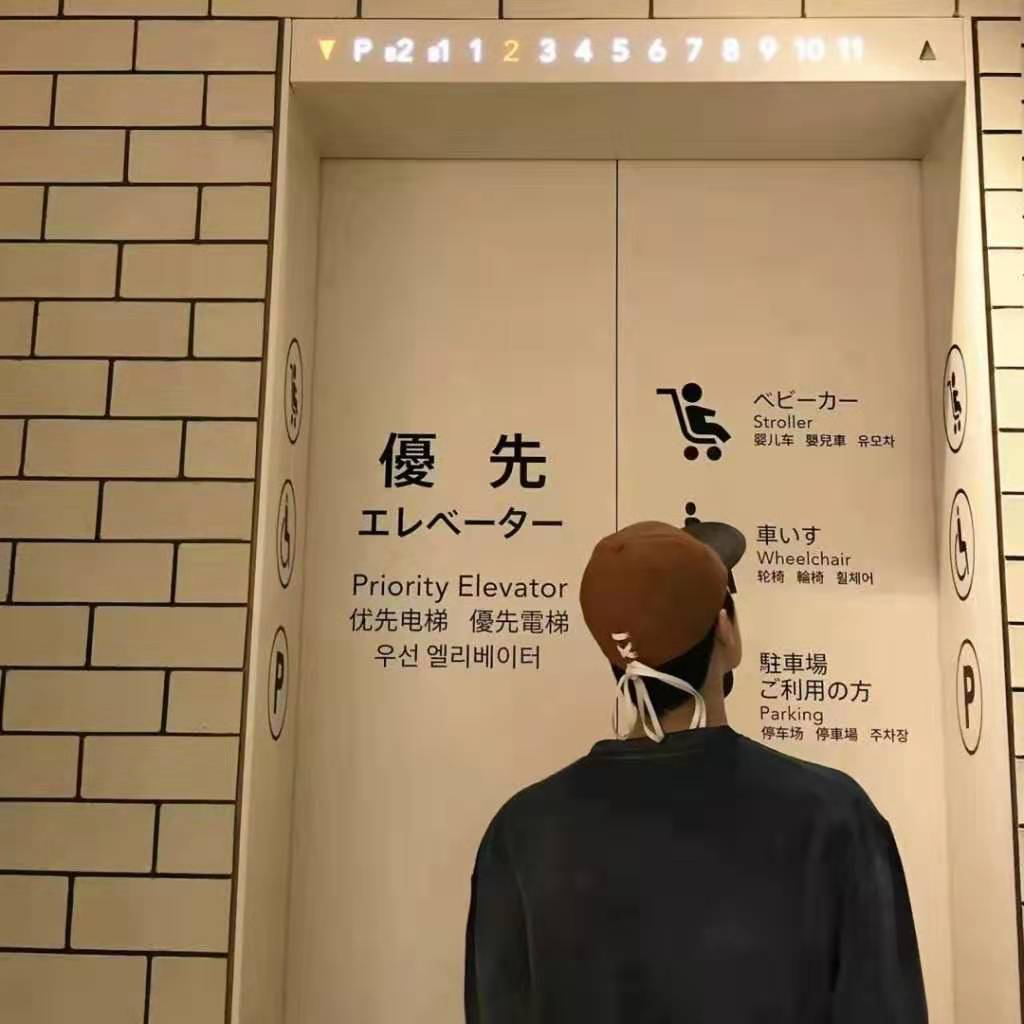 P B2 B1 1 2 3 4 5 6 7 8 9 10 11
優先
エレベーター
Priority Elevator
优先电梯 優先電梯
우선 엘리베이터
ベビーカー
Stroller
婴儿车 嬰兒車 유모차
車いす
Wheelchair
轮椅 輪椅 휠체어
駐車場
ご利用の方
Parking
停车场 停車場 주차장
P
P